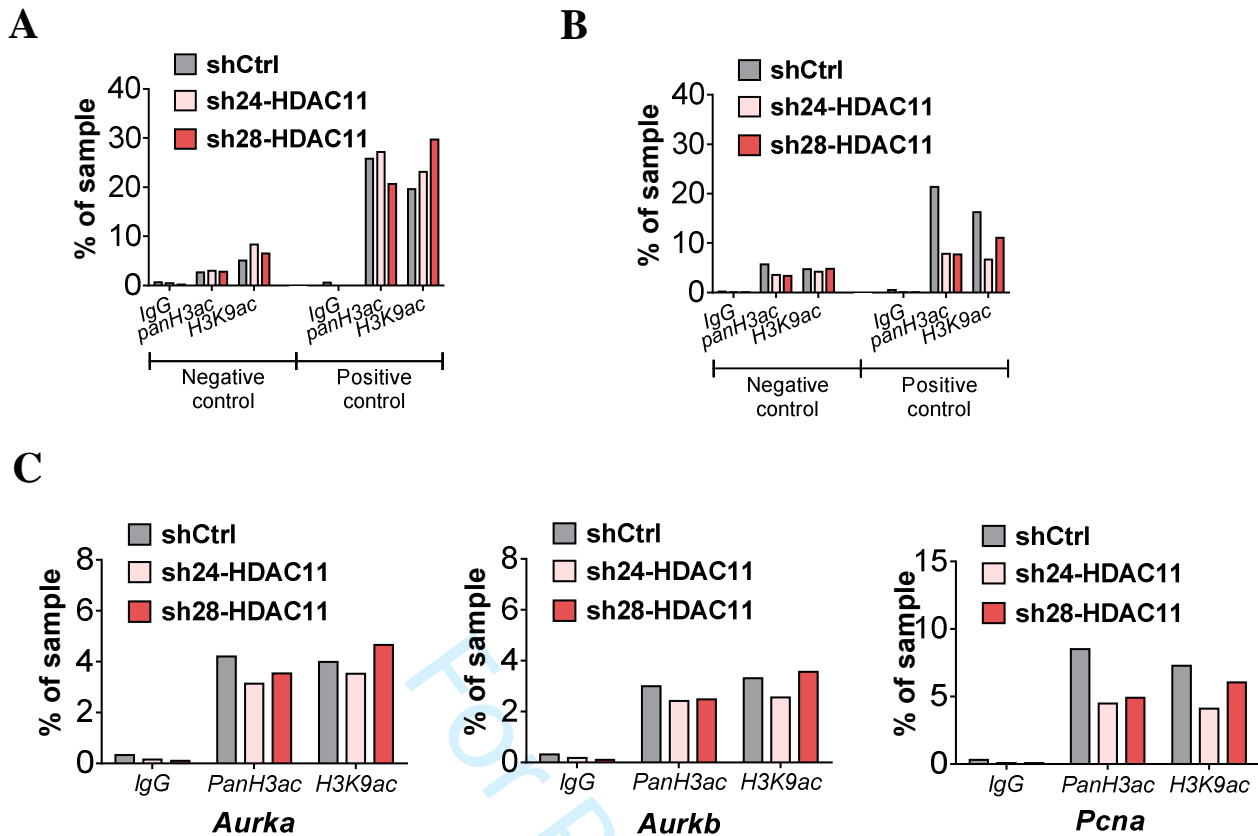 A
shCtrl
sh24-HDAC11
sh28-HDAC11
% of sample
40
30
20
10
0
IgG
panH3ac
H3K9ac
IgG
panH3ac
H3K9ac
Negative
control
Positive
control
B
shCtrl
sh24-HDAC11
sh28-HDAC11
% of sample
40
30
20
10
0
IgG
panH3ac
H3K9ac
IgG
panH3ac
H3K9ac
Negative
control
Positive
control
C
shCtrl
sh24-HDAC11
sh28-HDAC11
% of sample
8
6
4
2
0
IgG PanH3ac H3K9ac
Aurka
shCtrl
sh24-HDAC11
sh28-HDAC11
% of sample
8
6
4
2
0
IgG PanH3ac H3K9ac
Aurkb
shCtrl
sh24-HDAC11
sh28-HDAC11
% of sample
15
10
5
0
IgG PanH3ac H3K9ac
Pcna
For